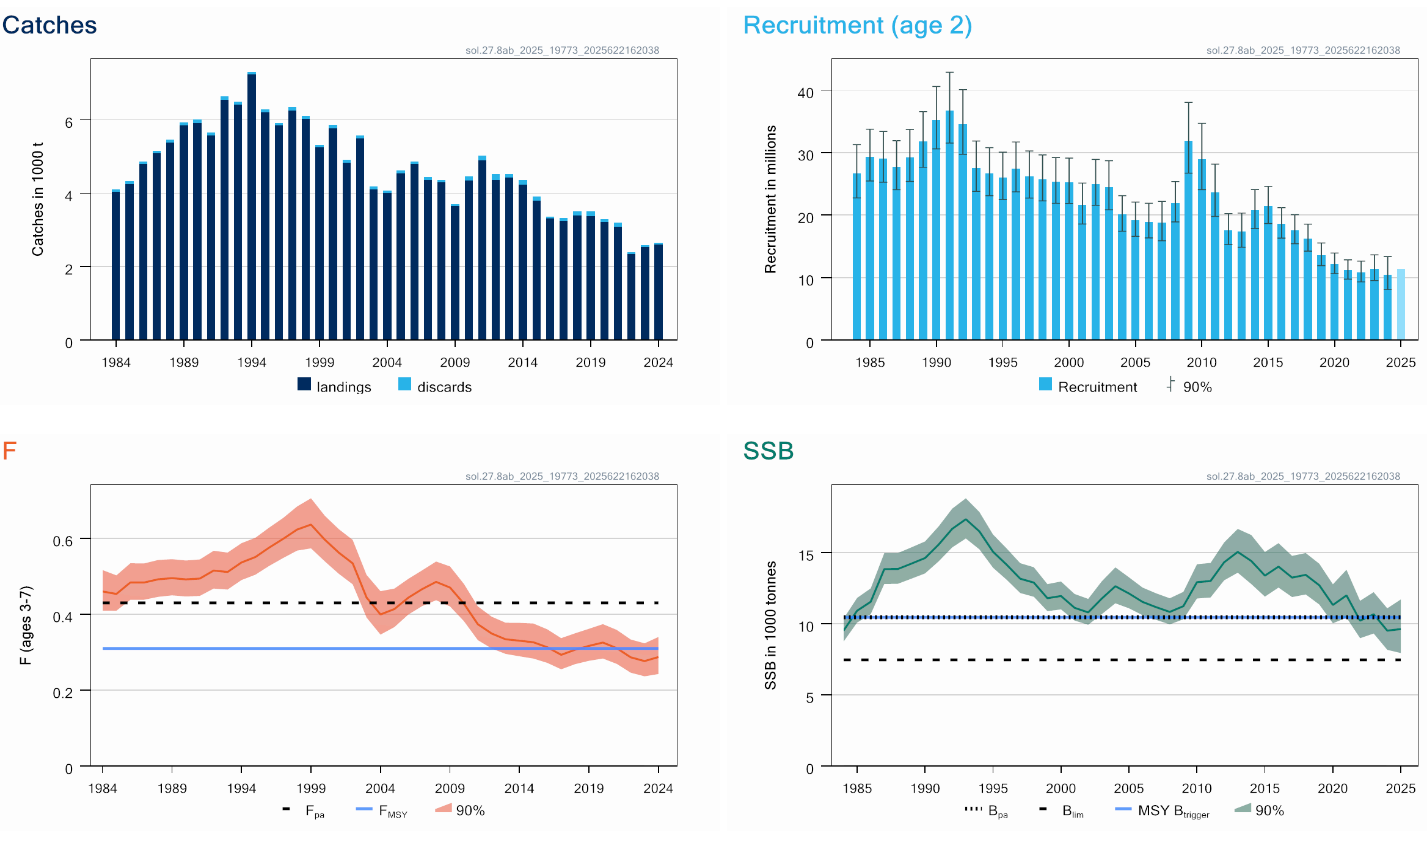 Catches
sol.27.8ab_2025_19773_2025622162038
Catches in 1000 t
6
4
2
0
1984 1989 1994 1999 2004 2009 2014 2019 2024
landings discards
Recruitment (age 2)
sol.27.8ab_2025_19773_2025622162038
Recruitment in millions
40
30
20
10
0
1985 1990 1995 2000 2005 2010 2015 2020 2025
Recruitment 90%
F
sol.27.8ab_2025_19773_2025622162038
F (ages 3-7)
0.6
0.4
0.2
0
1984 1989 1994 1999 2004 2009 2014 2019 2024
Fpa FMSY 90%
SSB
sol.27.8ab_2025_19773_2025622162038
SSB in 1000 tonnes
15
10
5
0
1985 1990 1995 2000 2005 2010 2015 2020 2025
Bpa Blim MSY Btrigger 90%